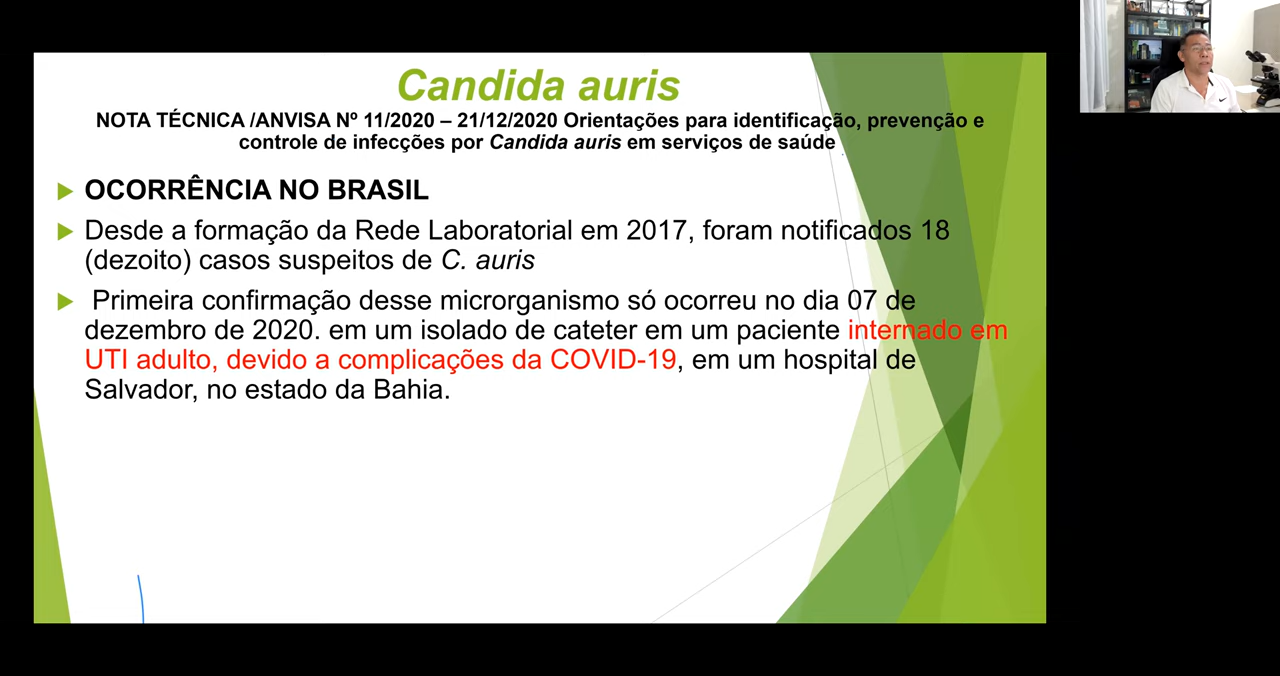 Candida auris
NOTA TÉCNICA /ANVISA Nº 11/2020 – 21/12/2020 Orientações para identificação, prevenção e
controle de infecções por Candida auris em serviços de saúde
OCORRÊNCIA NO BRASIL
Desde a formação da Rede Laboratorial em 2017, foram notificados 18
(dezoito) casos suspeitos de C. auris
Primeira confirmação desse microrganismo só ocorreu no dia 07 de
dezembro de 2020. em um isolado de cateter em um paciente internado em
UTI adulto, devido a complicações da COVID-19, em um hospital de
Salvador, no estado da Bahia.